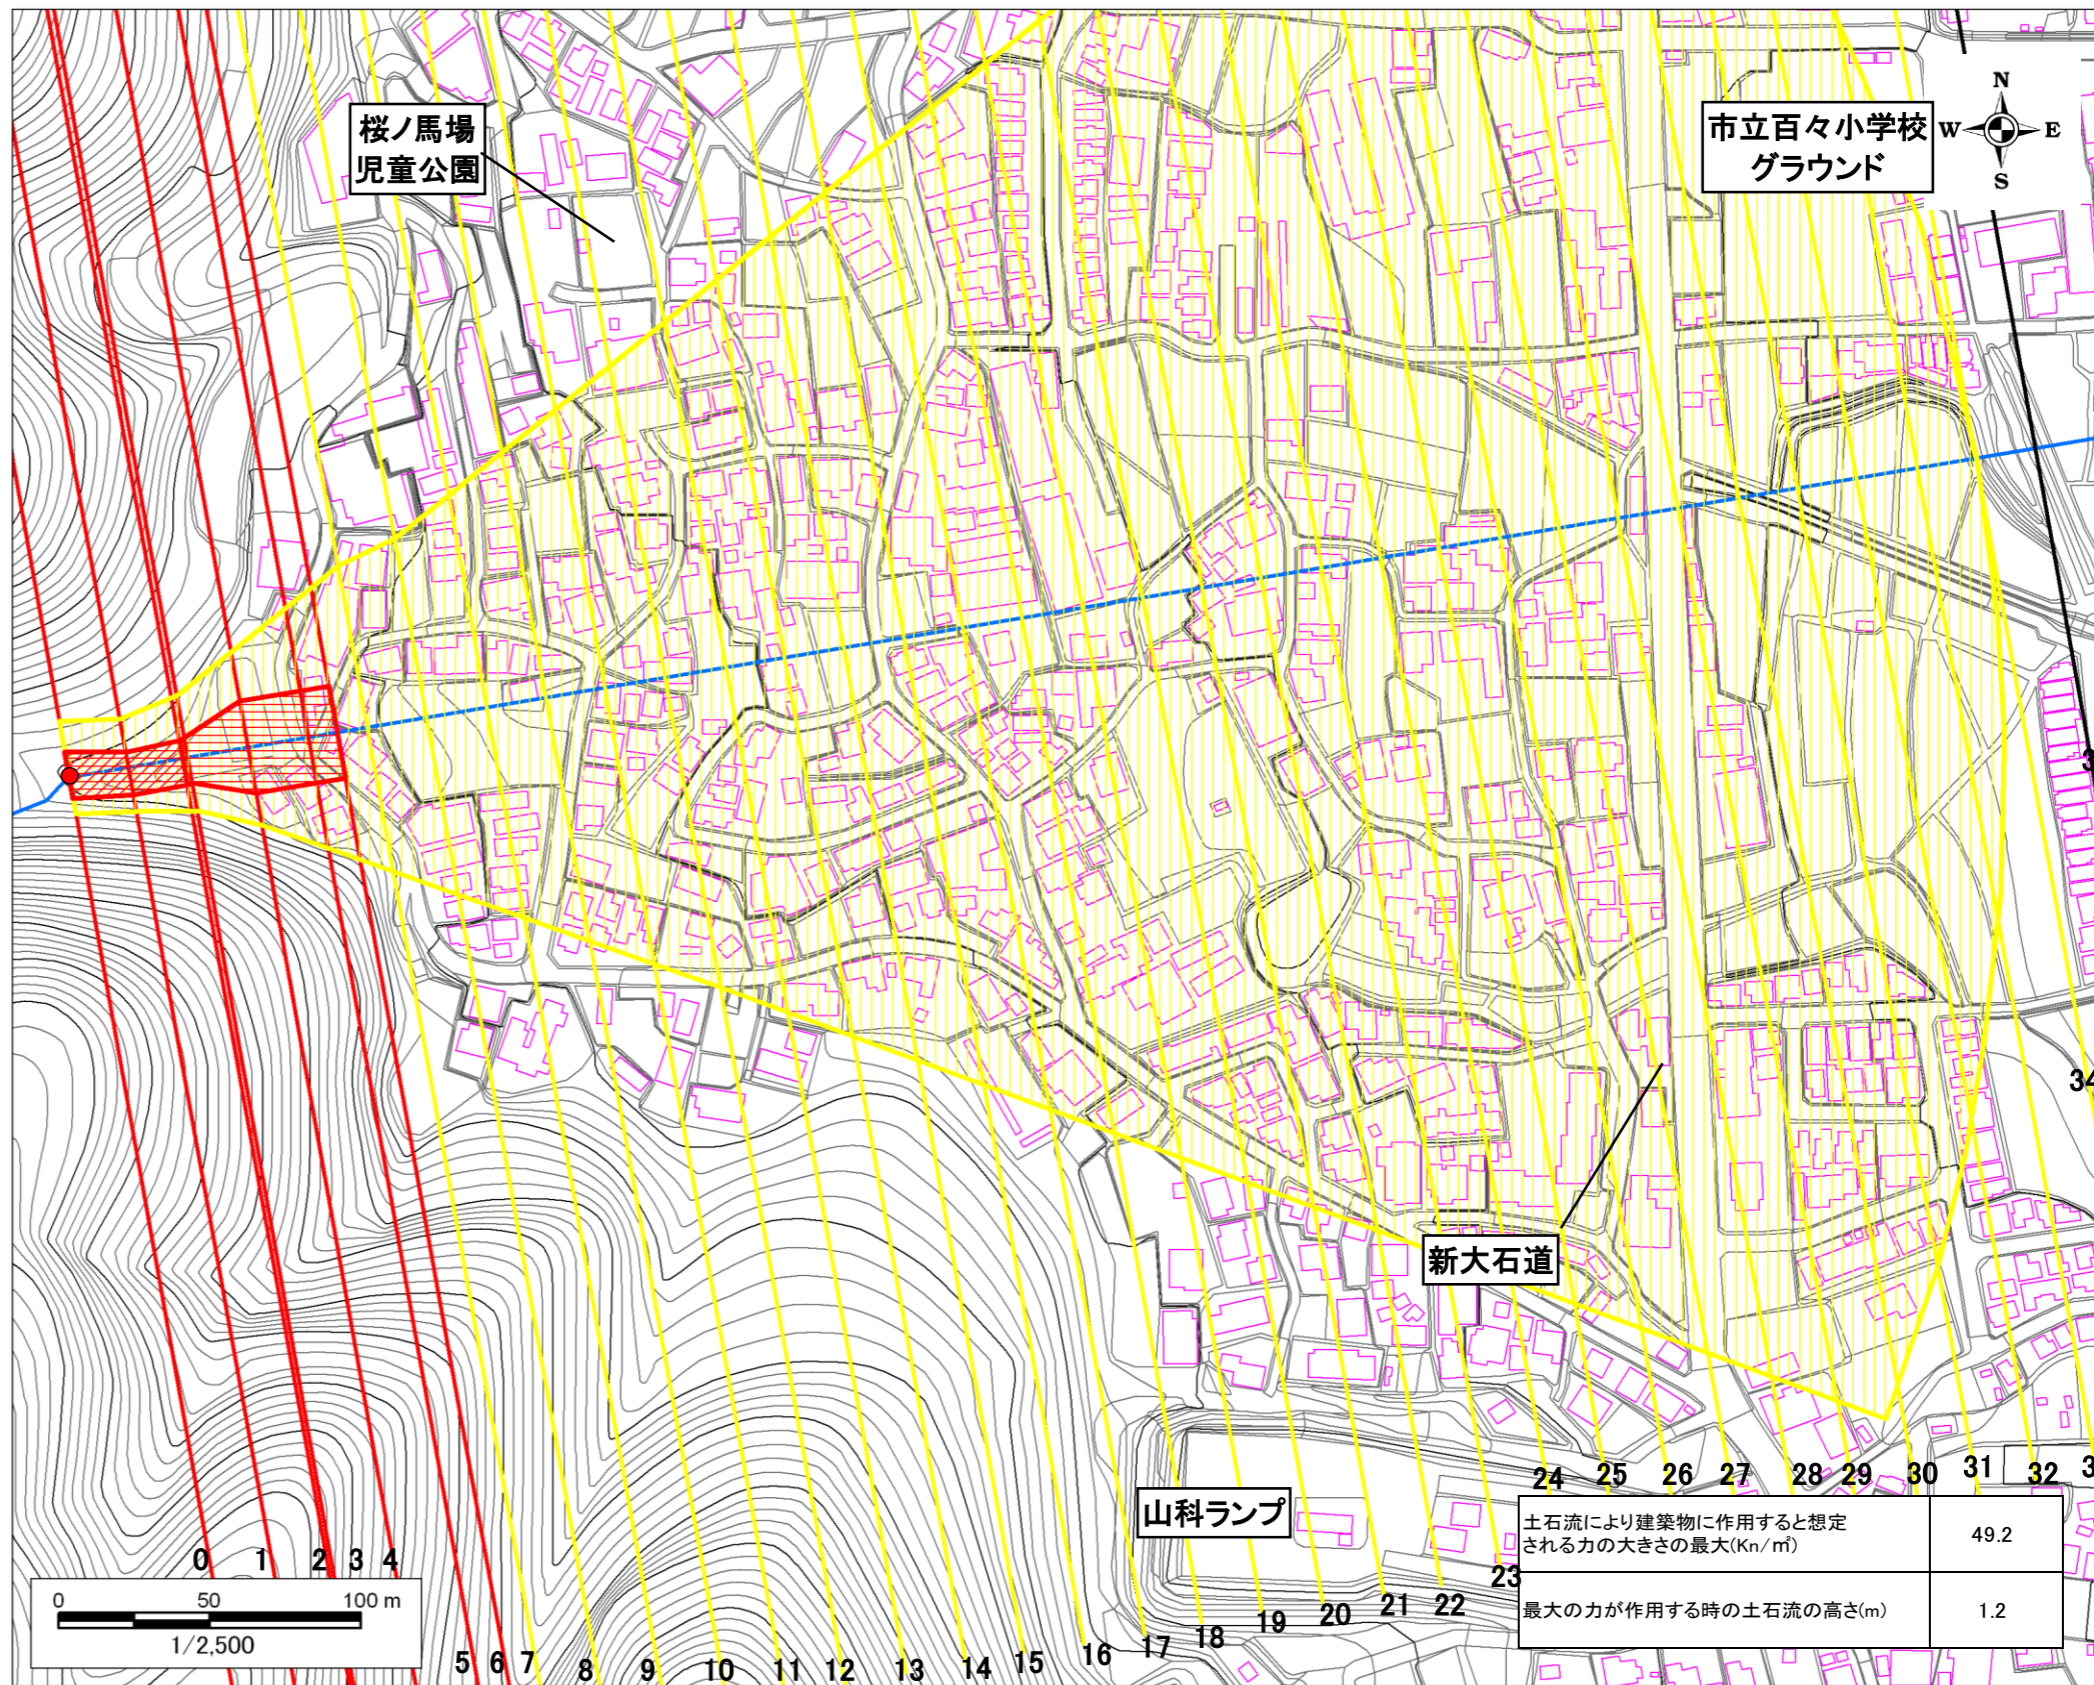 桜ノ馬場
児童公園
市立百々小学校
グラウンド
N
W
E
S
34
新大石道
山科ランプ
24 25 26 27 28 29 30 31 32
土石流により建築物に作用すると想定
される力の大きさの最大(Kn/㎡)
49.2
最大の力が作用する時の土石流の高さ(m)
1.2
0 1 2 3 4
0 50 100 m
1/2,500
5 6 7 8 9 10 11 12 13 14 15 16 17 18 19 20 21 22 23